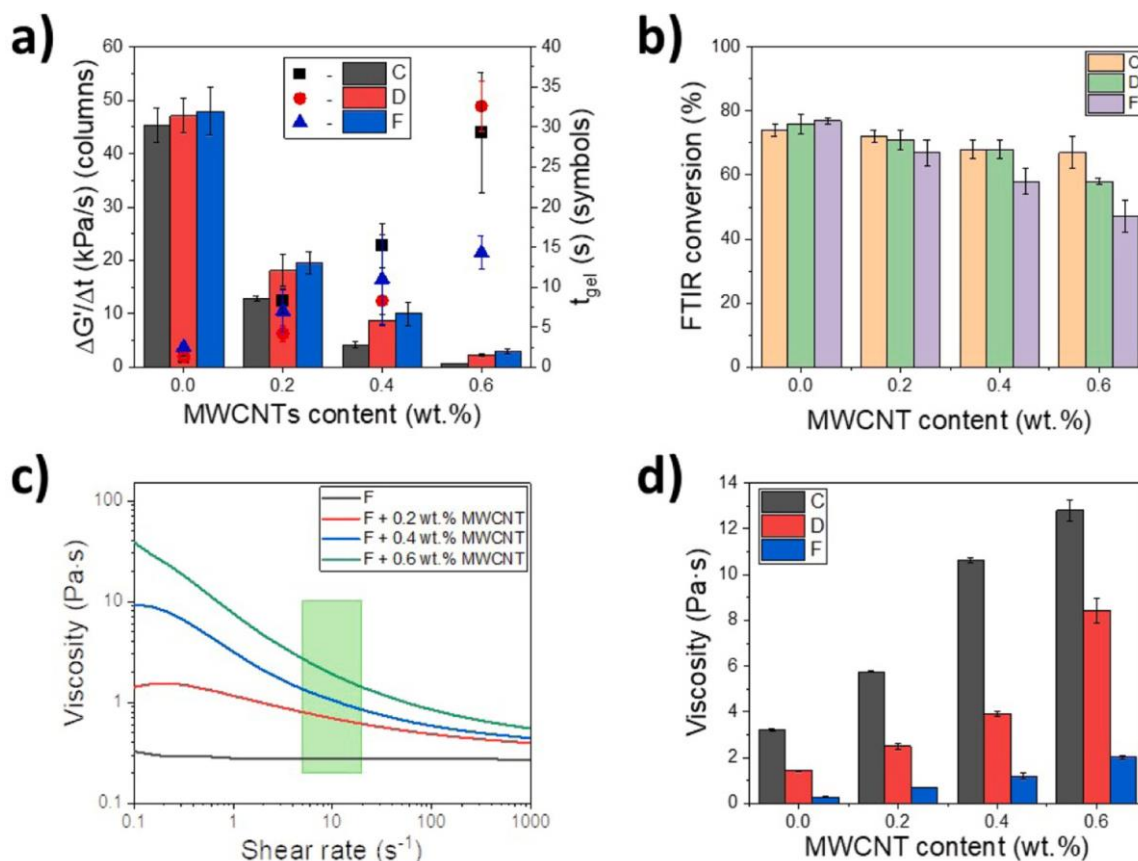 a)
ΔG'/Δt (kPa/s) (columns)
60
50
40
30
20
10
0
- C
- D
- F
40
35
30
25
20
15
10
5
0
t_gel (s) (symbols)
0.0 0.2 0.4 0.6
MWCNTs content (wt.%)
b)
FTIR conversion (%)
100
80
60
40
20
0
C
D
F
0.0 0.2 0.4 0.6
MWCNT content (wt.%)
c)
Viscosity (Pa·s)
100
10
1
0.1
F
F + 0.2 wt.% MWCNT
F + 0.4 wt.% MWCNT
F + 0.6 wt.% MWCNT
0.1 1 10 100 1000
Shear rate (s⁻¹)
d)
Viscosity (Pa·s)
14
12
10
8
6
4
2
0
C
D
F
0.0 0.2 0.4 0.6
MWCNT content (wt.%)